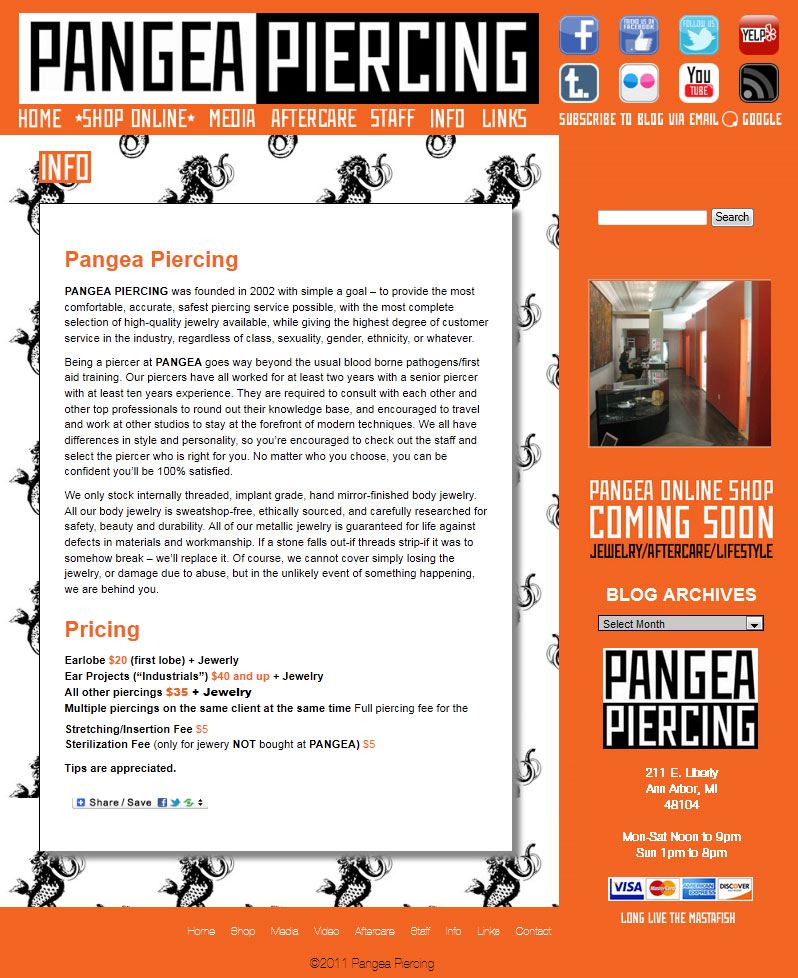 PANGEA PIERCING
FRIEND US ON FACEBOOK
FOLLOW US
YELP
t.
You TUBE
HOME *SHOP ONLINE* MEDIA AFTERCARE STAFF INFO LINKS
SUBSCRIBE TO BLOG VIA EMAIL GOOGLE
INFO
Search
Pangea Piercing
PANGEA PIERCING was founded in 2002 with simple a goal – to provide the most
comfortable, accurate, safest piercing service possible, with the most complete
selection of high-quality jewelry available, while giving the highest degree of customer
service in the industry, regardless of class, sexuality, gender, ethnicity, or whatever.
Being a piercer at PANGEA goes way beyond the usual blood borne pathogens/first
aid training. Our piercers have all worked for at least two years with a senior piercer
with at least ten years experience. They are required to consult with each other and
other top professionals to round out their knowledge base, and encouraged to travel
and work at other studios to stay at the forefront of modern techniques. We all have
differences in style and personality, so you're encouraged to check out the staff and
select the piercer who is right for you. No matter who you choose, you can be
confident you'll be 100% satisfied.
We only stock internally threaded, implant grade, hand mirror-finished body jewelry.
All our body jewelry is sweatshop-free, ethically sourced, and carefully researched for
safety, beauty and durability. All of our metallic jewelry is guaranteed for life against
defects in materials and workmanship. If a stone falls out-if threads strip-if it was to
somehow break – we'll replace it. Of course, we cannot cover simply losing the
jewelry, or damage due to abuse, but in the unlikely event of something happening,
we are behind you.
Pricing
Earlobe $20 (first lobe) + Jewerly
Ear Projects (“Industrials”) $40 and up + Jewelry
All other piercings $35 + Jewelry
Multiple piercings on the same client at the same time Full piercing fee for the
Stretching/Insertion Fee $5
Sterilization Fee (only for jewery NOT bought at PANGEA) $5
Tips are appreciated.
Share / Save
PANGEA ONLINE SHOP
COMING SOON
JEWELRY/AFTERCARE/LIFESTYLE
BLOG ARCHIVES
Select Month
PANGEA
PIERCING
211 E. Liberty
Ann Arbor, MI
48104
Mon-Sat Noon to 9pm
Sun 1pm to 8pm
VISA MasterCard AMERICAN EXPRESS DISCOVER
LONG LIVE THE MASTAFISH
Home Shop Media Video Aftercare Staff Info Links Contact
©2011 Pangea Piercing